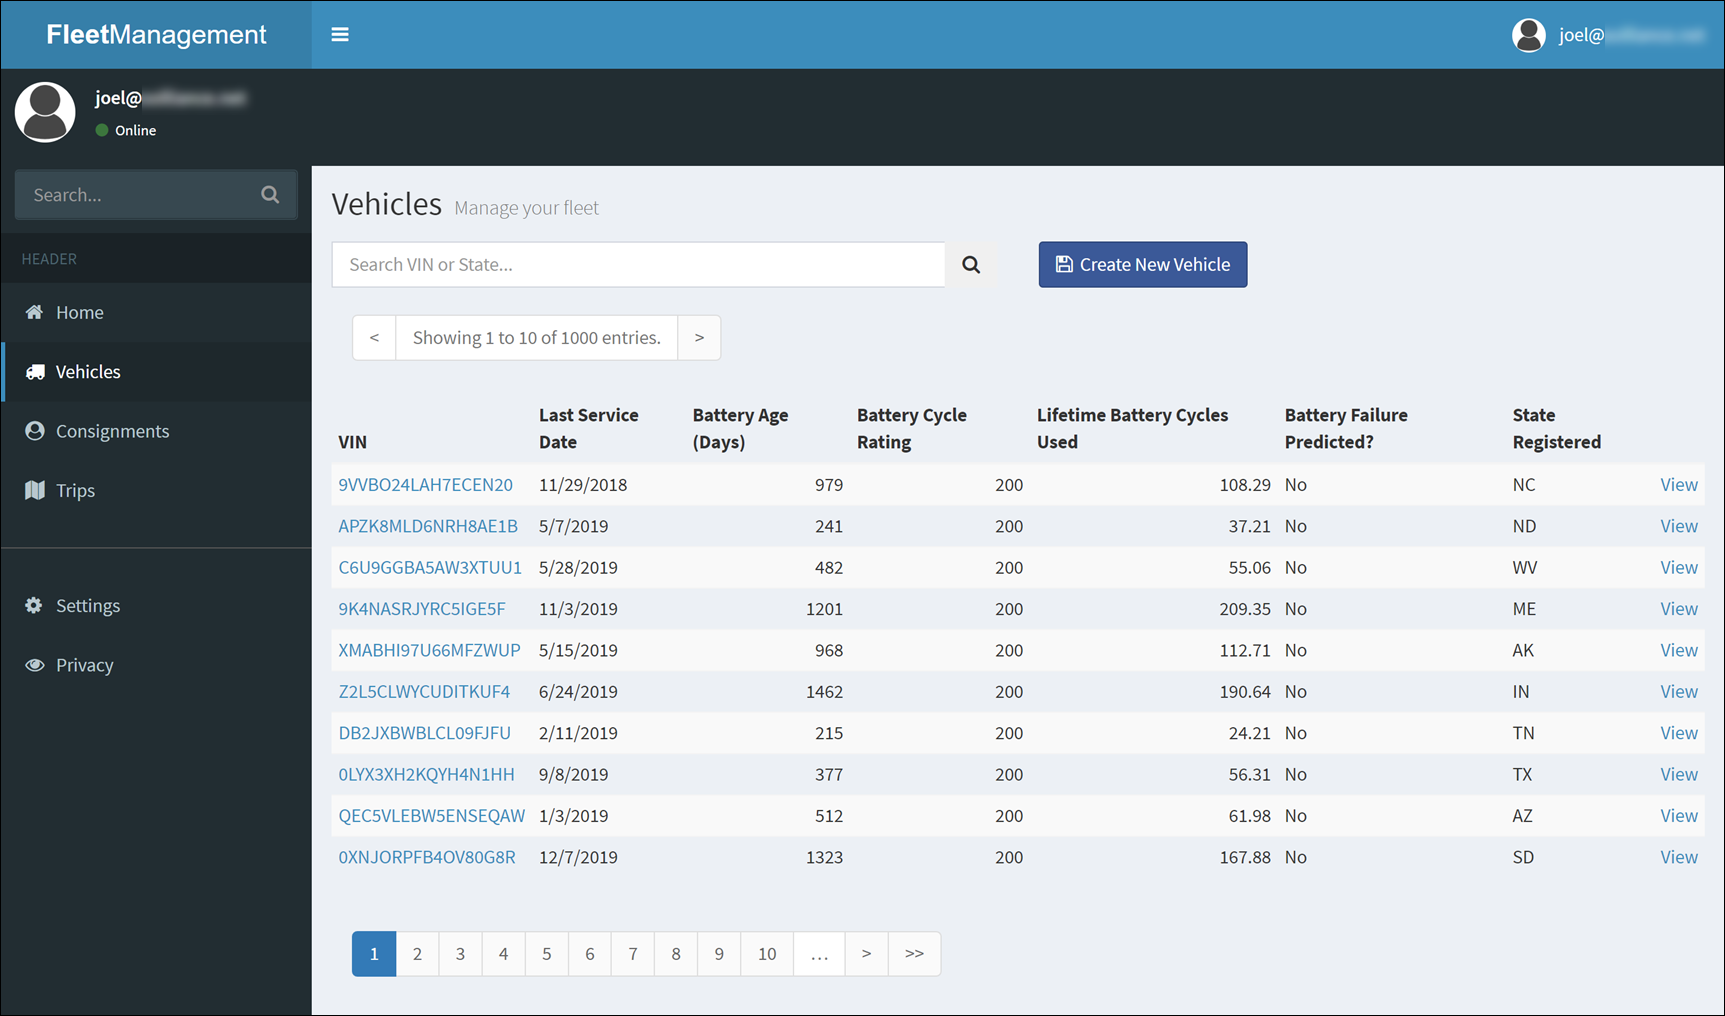 FleetManagement
joel@
joel@
Online
Search...
HEADER
Home
Vehicles
Consignments
Trips
Settings
Privacy
Vehicles Manage your fleet
Search VIN or State...
Create New Vehicle
< Showing 1 to 10 of 1000 entries. >
VIN Last Service Date Battery Age (Days) Battery Cycle Rating Lifetime Battery Cycles Used Battery Failure Predicted? State Registered
9VVBO24LAH7ECEN20 11/29/2018 979 200 108.29 No NC View
APZK8MLD6NRH8AE1B 5/7/2019 241 200 37.21 No ND View
C6U9GGBA5AW3XTUU1 5/28/2019 482 200 55.06 No WV View
9K4NASRJYRC5IGE5F 11/3/2019 1201 200 209.35 No ME View
XMABHI97U66MFZWUP 5/15/2019 968 200 112.71 No AK View
Z2L5CLWYCUDITKUF4 6/24/2019 1462 200 190.64 No IN View
DB2JXBWBLCL09FJFU 2/11/2019 215 200 24.21 No TN View
0LYX3XH2KQYH4N1HH 9/8/2019 377 200 56.31 No TX View
QEC5VLEBW5ENSEQAW 1/3/2019 512 200 61.98 No AZ View
0XNJORPFB4OV80G8R 12/7/2019 1323 200 167.88 No SD View
1 2 3 4 5 6 7 8 9 10 ... > >>